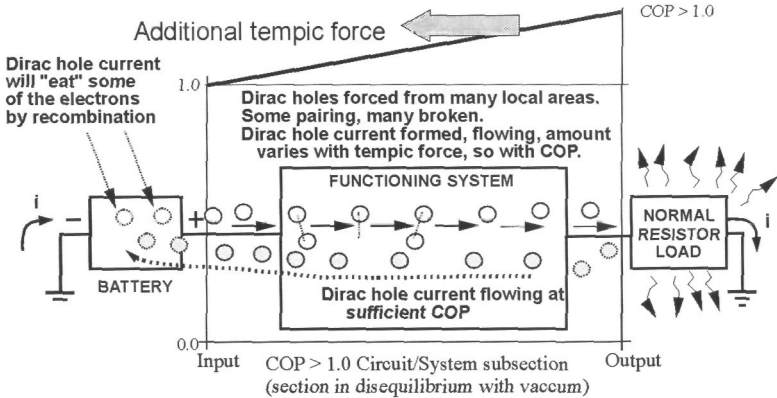 Additional tempic force
COP > 1.0
Dirac hole current
will "eat" some
of the electrons
by recombination
1.0
Dirac holes forced from many local areas.
Some pairing, many broken.
Dirac hole current formed, flowing, amount
varies with tempic force, so with COP.
FUNCTIONING SYSTEM
i
−
+
NORMAL
RESISTOR
LOAD
i
BATTERY
Dirac hole current flowing at
sufficient COP
0.0
Input
Output
COP > 1.0 Circuit/System subsection
(section in disequilibrium with vaccum)